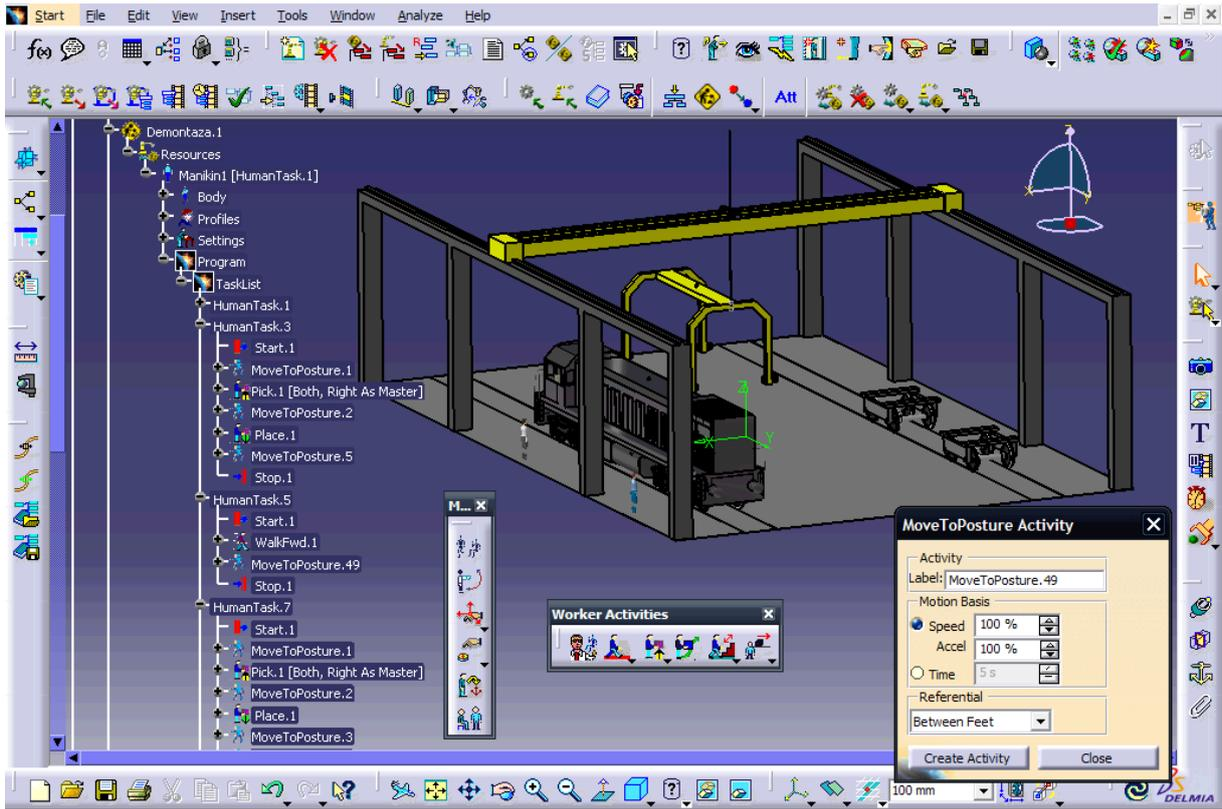 Start File Edit View Insert Tools Window Analyze Help
f(x)
Att
Demontaza.1
Resources
Manikin1 [HumanTask.1]
Body
Profiles
Settings
Program
TaskList
HumanTask.1
HumanTask.3
Start.1
MoveToPosture.1
Pick.1 [Both, Right As Master]
MoveToPosture.2
Place.1
MoveToPosture.5
Stop.1
HumanTask.5
Start.1
WalkFwd.1
MoveToPosture.49
Stop.1
HumanTask.7
Start.1
MoveToPosture.1
Pick.1 [Both, Right As Master]
MoveToPosture.2
Place.1
MoveToPosture.3
Z
X
Y
M...
Worker Activities
MoveToPosture Activity
Activity
Label: MoveToPosture.49
Motion Basis
Speed 100 %
Accel 100 %
Time 5 s
Referential
Between Feet
Create Activity Close
T
100 mm
DELMIA